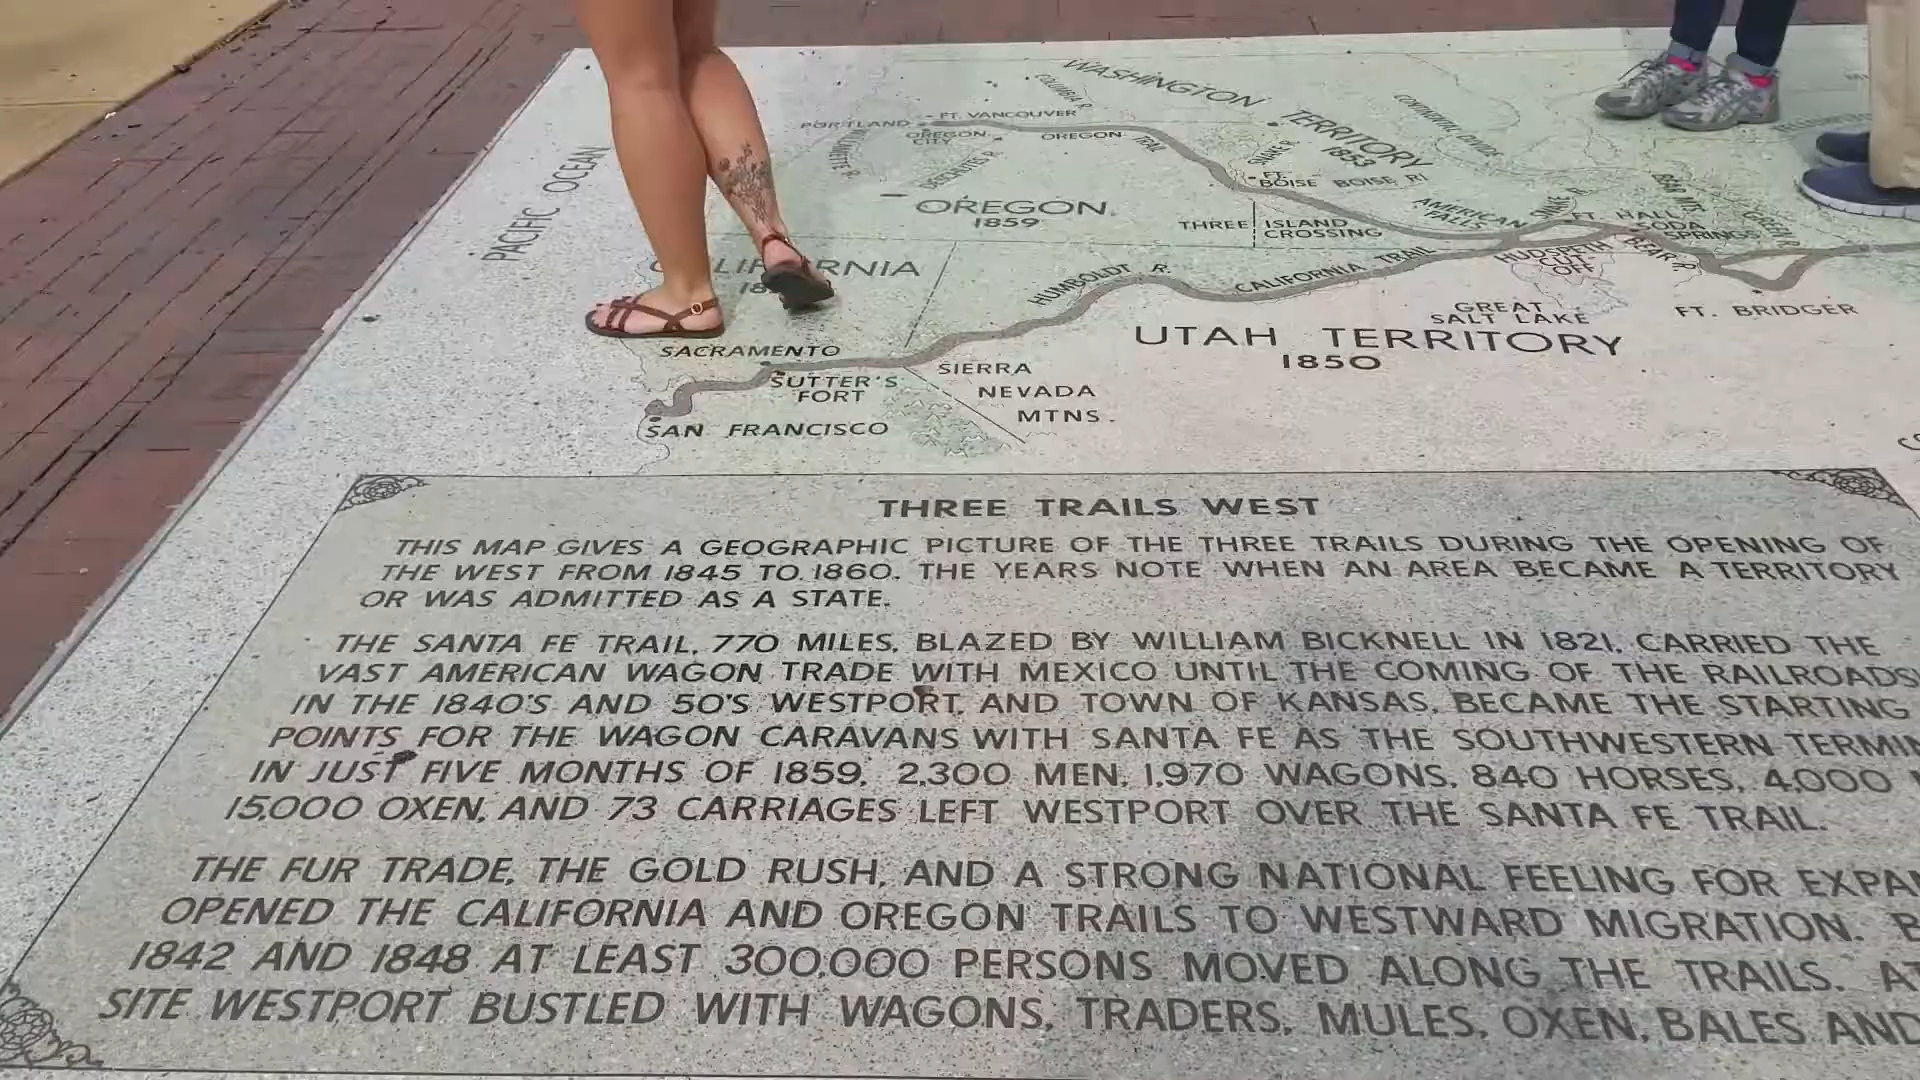 WASHINGTON
TERRITORY
1853
COLUMBIA R.
CONTINENTAL DIVIDE
PORTLAND
FT. VANCOUVER
OREGON
CITY
OREGON TRAIL
WILLAMETTE R.
DESCHUTES R.
SNAKE R.
FT.
BOISE BOISE RI
PACIFIC OCEAN
OREGON
1859
THREE ISLAND
CROSSING
AMERICAN
FALLS
SNAKE R.
FT. HALL
SODA
SPRINGS
BEAR MT.
GREEN R.
BEAR R.
HUDSPETH
CUT-
OFF
HUMBOLDT R.
CALIFORNIA TRAIL
GREAT
SALT LAKE
FT. BRIDGER
UTAH TERRITORY
1850
SACRAMENTO
SUTTER'S
FORT
SIERRA
NEVADA
MTNS.
SAN FRANCISCO
THREE TRAILS WEST
THIS MAP GIVES A GEOGRAPHIC PICTURE OF THE THREE TRAILS DURING THE OPENING OF
THE WEST FROM 1845 TO 1860. THE YEARS NOTE WHEN AN AREA BECAME A TERRITORY
OR WAS ADMITTED AS A STATE.
THE SANTA FE TRAIL, 770 MILES, BLAZED BY WILLIAM BICKNELL IN 1821, CARRIED THE
VAST AMERICAN WAGON TRADE WITH MEXICO UNTIL THE COMING OF THE RAILROADS
IN THE 1840'S AND 50'S WESTPORT, AND TOWN OF KANSAS, BECAME THE STARTING
POINTS FOR THE WAGON CARAVANS WITH SANTA FE AS THE SOUTHWESTERN TERMIN
IN JUST FIVE MONTHS OF 1859, 2,300 MEN, 1,970 WAGONS, 840 HORSES, 4,000
15,000 OXEN, AND 73 CARRIAGES LEFT WESTPORT OVER THE SANTA FE TRAIL.
THE FUR TRADE, THE GOLD RUSH, AND A STRONG NATIONAL FEELING FOR EXPAN
OPENED THE CALIFORNIA AND OREGON TRAILS TO WESTWARD MIGRATION. B
1842 AND 1848 AT LEAST 300,000 PERSONS MOVED ALONG THE TRAILS. AT
SITE WESTPORT BUSTLED WITH WAGONS, TRADERS, MULES, OXEN, BALES AND